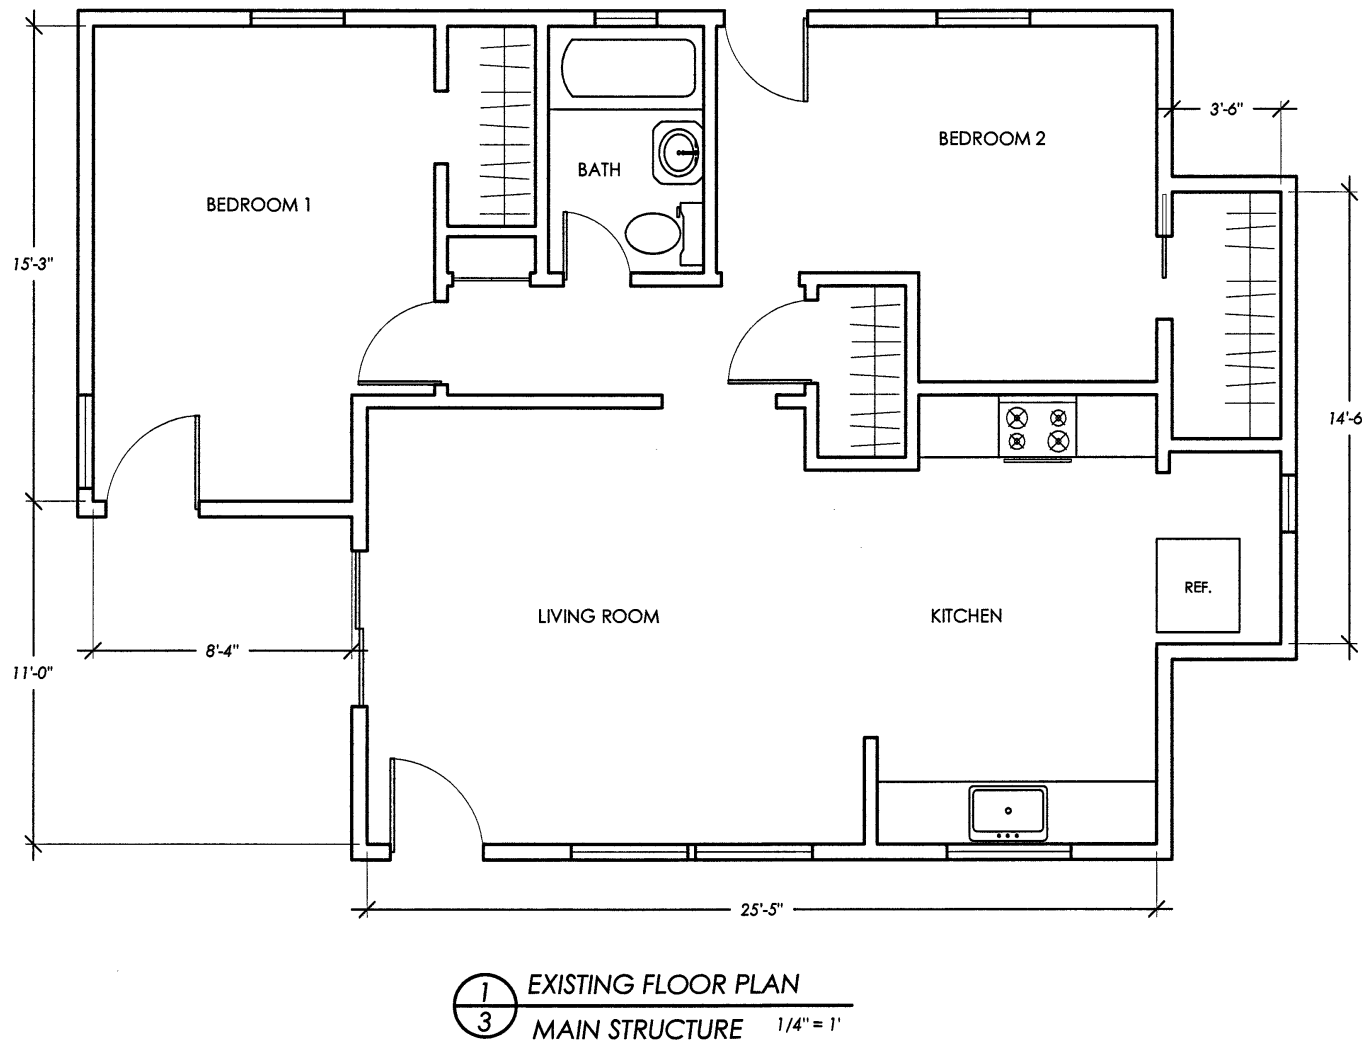 3'-6"
BEDROOM 2
BATH
BEDROOM 1
15'-3"
14'-6
REF.
LIVING ROOM
KITCHEN
8'-4"
11'-0"
25'-5"
1
3
EXISTING FLOOR PLAN
MAIN STRUCTURE 1/4" = 1'